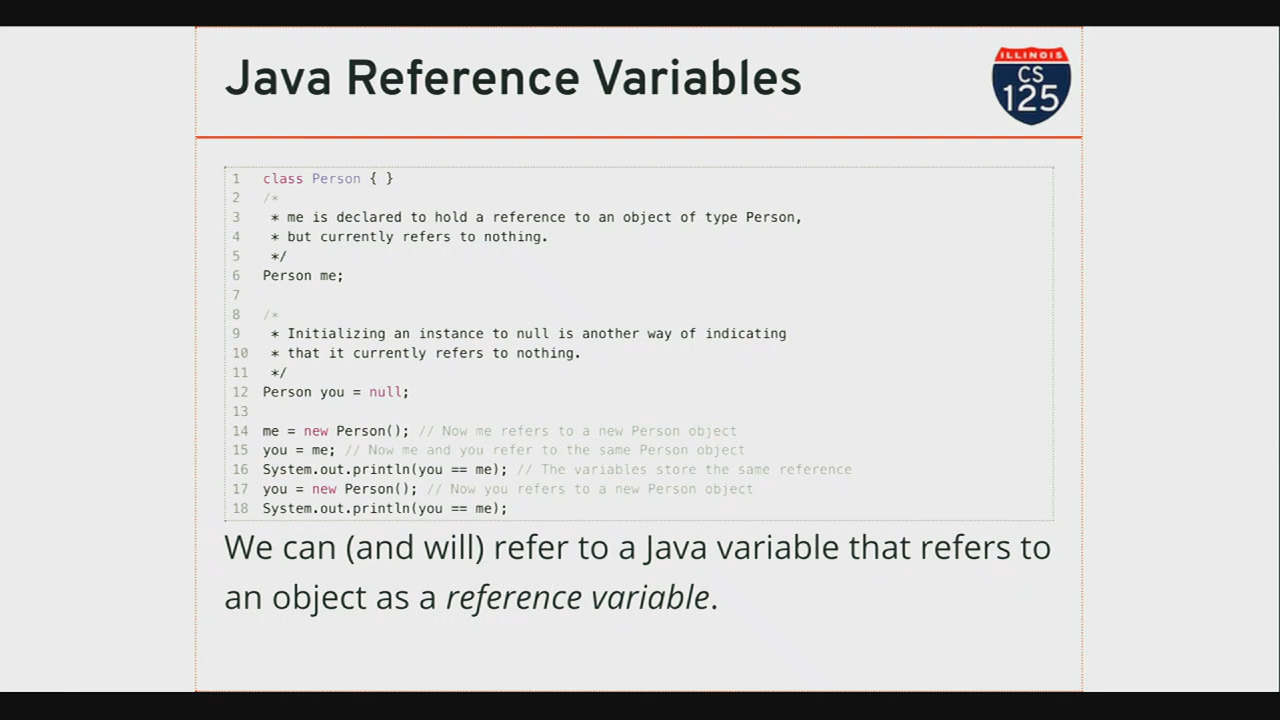 Java Reference Variables
ILLINOIS
CS
125
1 class Person { }
2 /*
3  * me is declared to hold a reference to an object of type Person,
4  * but currently refers to nothing.
5  */
6 Person me;
7
8 /*
9  * Initializing an instance to null is another way of indicating
10  * that it currently refers to nothing.
11  */
12 Person you = null;
13
14 me = new Person(); // Now me refers to a new Person object
15 you = me; // Now me and you refer to the same Person object
16 System.out.println(you == me); // The variables store the same reference
17 you = new Person(); // Now you refers to a new Person object
18 System.out.println(you == me);
We can (and will) refer to a Java variable that refers to
an object as a reference variable.